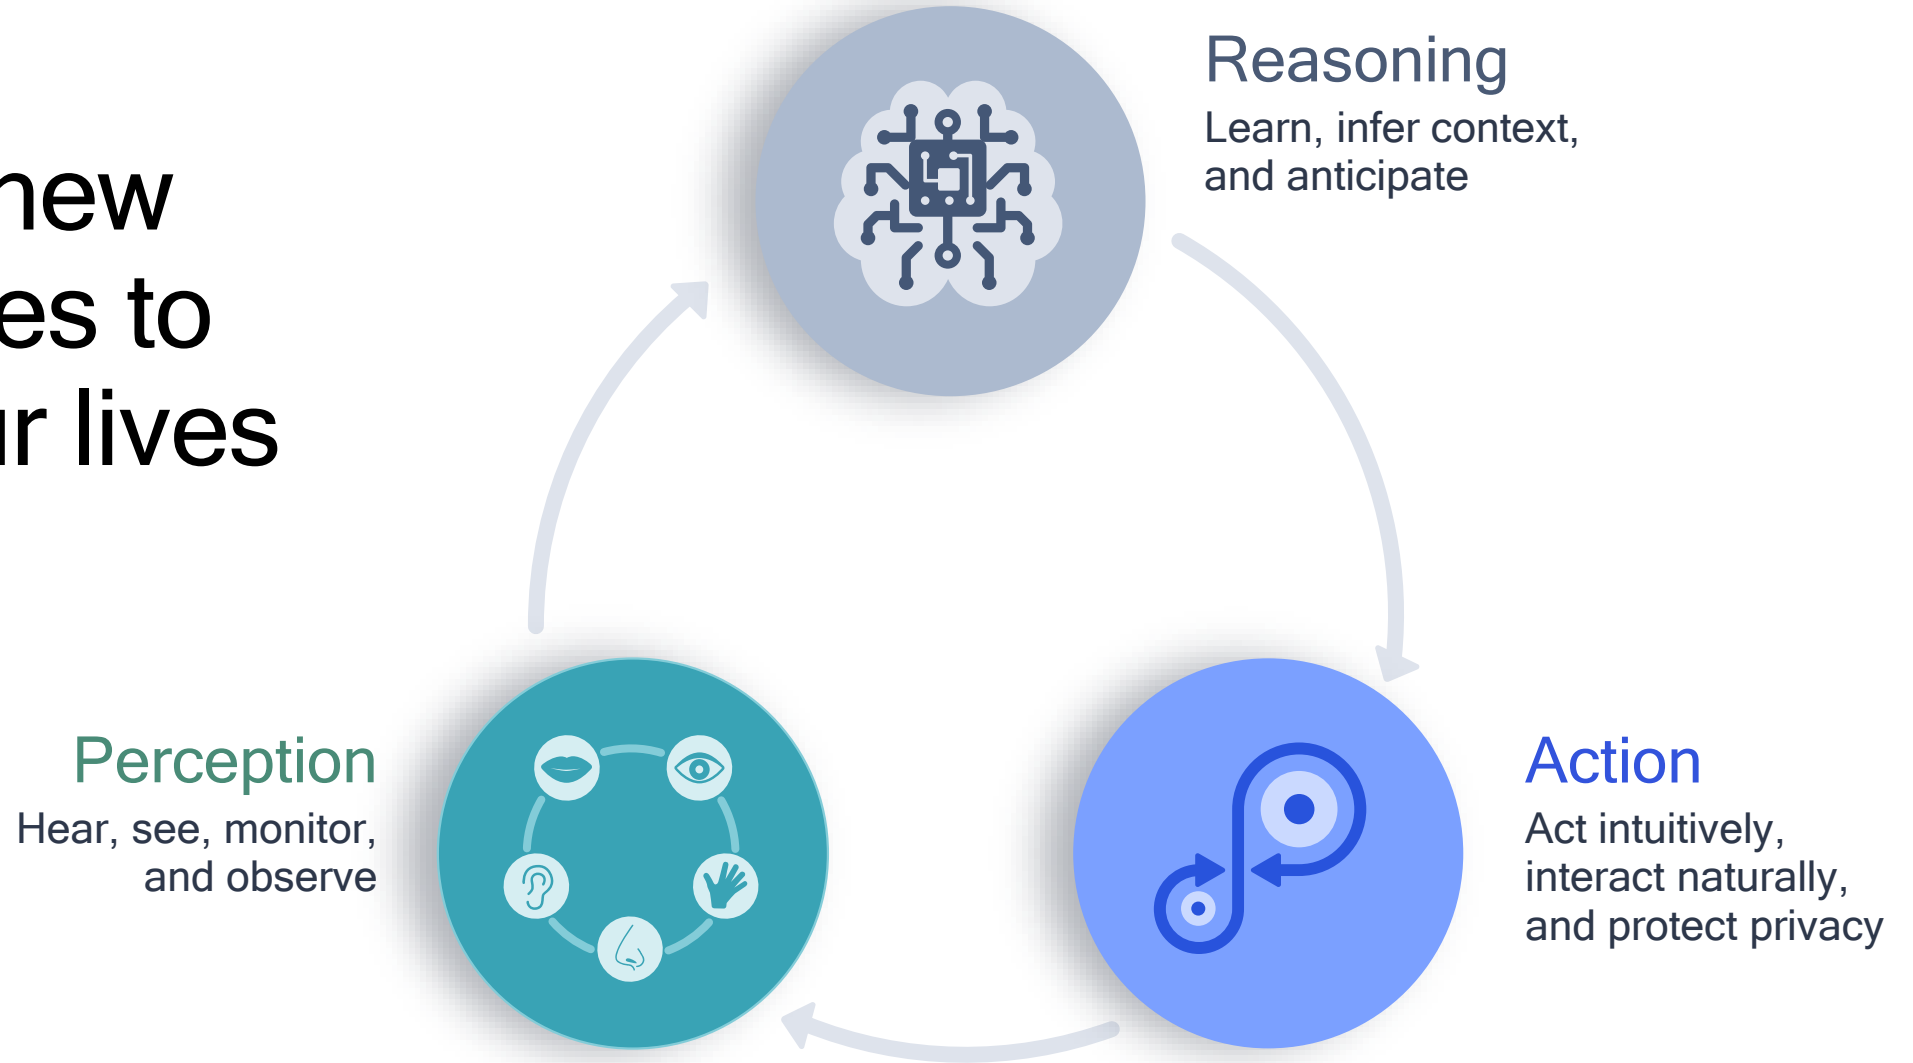 new
es to
ur lives
Reasoning
Learn, infer context,
and anticipate
Perception
Hear, see, monitor,
and observe
Action
Act intuitively,
interact naturally,
and protect privacy